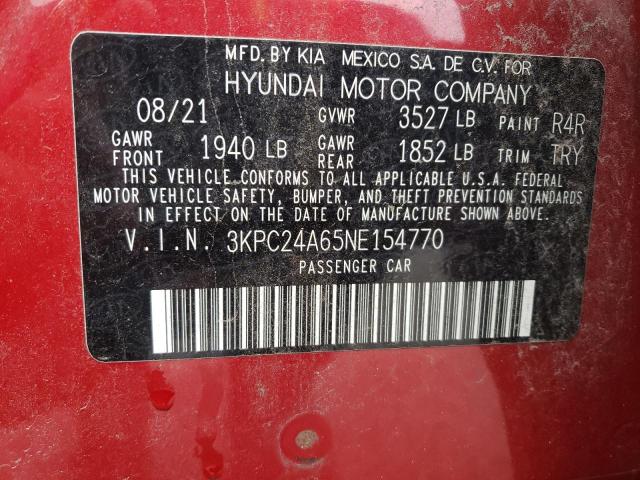 MFD. BY KIA MEXICO S.A. DE C.V. FOR
HYUNDAI MOTOR COMPANY
08/21 GVWR 3527 LB PAINT R4R
GAWR FRONT 1940 LB GAWR REAR 1852 LB TRIM TRY
THIS VEHICLE CONFORMS TO ALL APPLICABLE U.S.A. FEDERAL
MOTOR VEHICLE SAFETY, BUMPER, AND THEFT PREVENTION STANDARDS
IN EFFECT ON THE DATE OF MANUFACTURE SHOWN.
V.I.N. 3KPC24A65NE154770
PASSENGER CAR